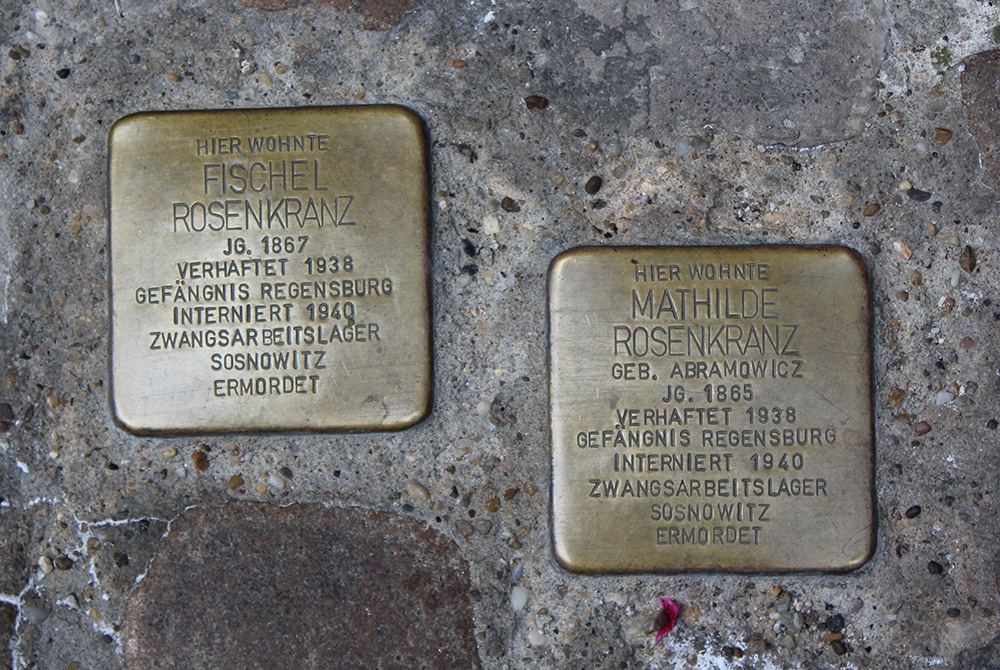 HIER WOHNTE
FISCHEL
ROSENKRANZ
JG. 1867
VERHAFTET 1938
GEFÄNGNIS REGENSBURG
INTERNIERT 1940
ZWANGSARBEITSLAGER
SOSNOWITZ
ERMORDET
HIER WOHNTE
MATHILDE
ROSENKRANZ
GEB. ABRAMOWICZ
JG. 1865
VERHAFTET 1938
GEFÄNGNIS REGENSBURG
INTERNIERT 1940
ZWANGSARBEITSLAGER
SOSNOWITZ
ERMORDET